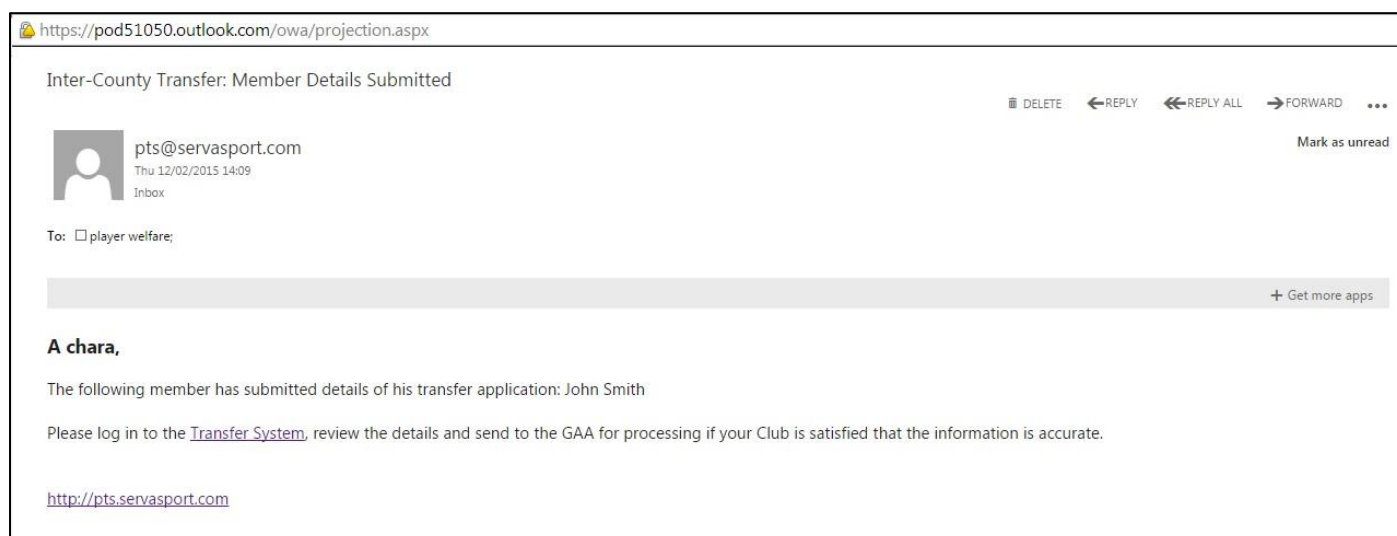 https://pod51050.outlook.com/owa/projection.aspx
Inter-County Transfer: Member Details Submitted
DELETE REPLY REPLY ALL FORWARD •••
pts@servasport.com
Mark as unread
Thu 12/02/2015 14:09
Inbox
To: player welfare;
+ Get more apps
A chara,
The following member has submitted details of his transfer application: John Smith
Please log in to the Transfer System, review the details and send to the GAA for processing if your Club is satisfied that the information is accurate.
http://pts.servasport.com